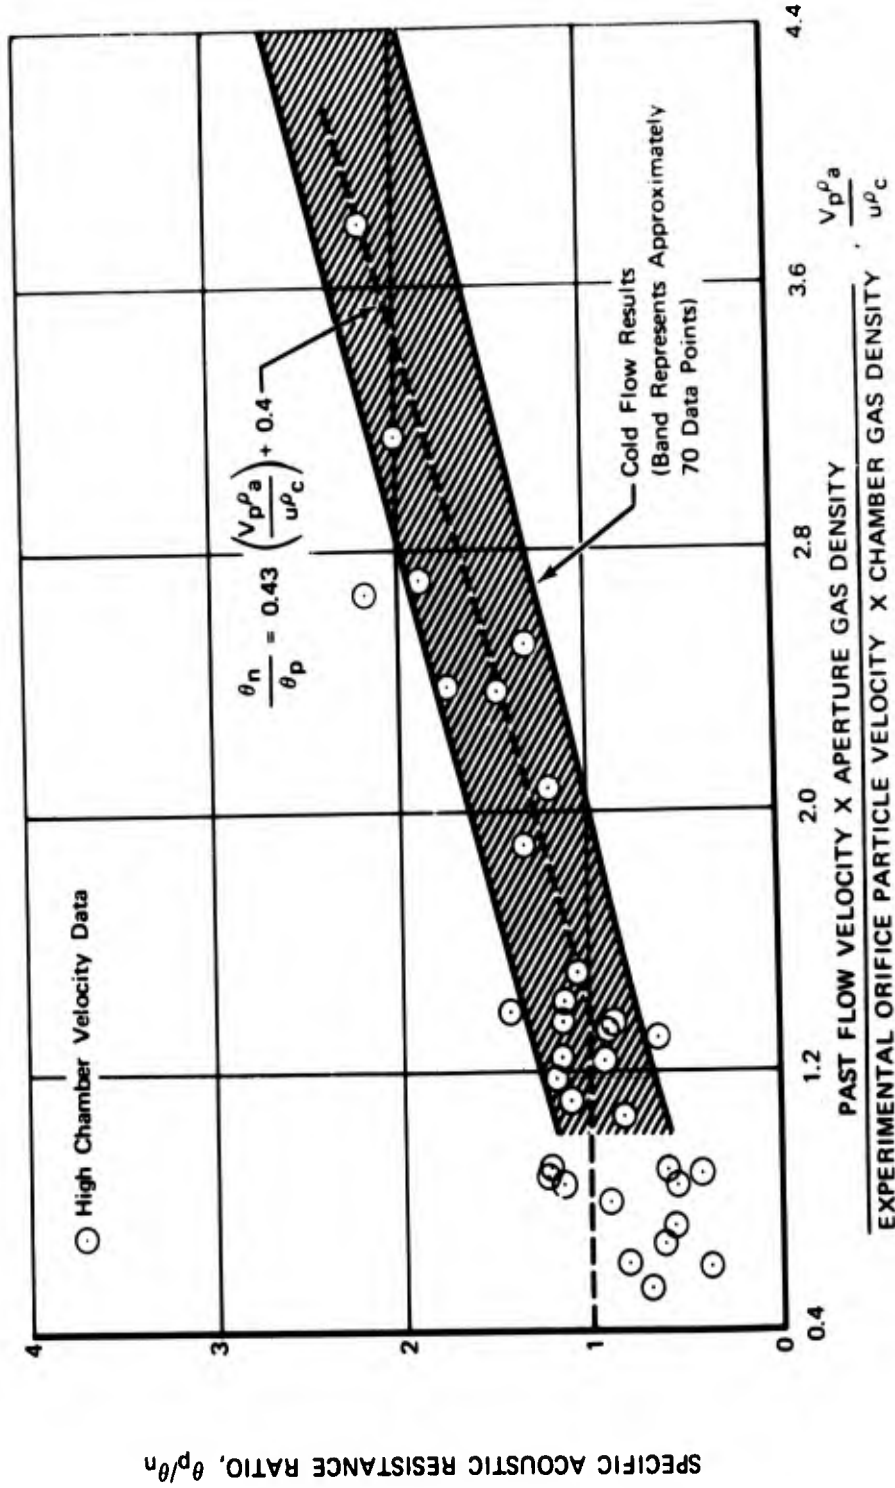 SPECIFIC ACOUSTIC RESISTANCE RATIO, θp/θn
4
3
2
1
0
0.4
1.2
2.0
2.8
3.6
4.4
High Chamber Velocity Data
θn/θp = 0.43 (Vpρa/uρc) + 0.4
Cold Flow Results
(Band Represents Approximately
70 Data Points)
PAST FLOW VELOCITY X APERTURE GAS DENSITY
EXPERIMENTAL ORIFICE PARTICLE VELOCITY X CHAMBER GAS DENSITY , Vpρa/uρc